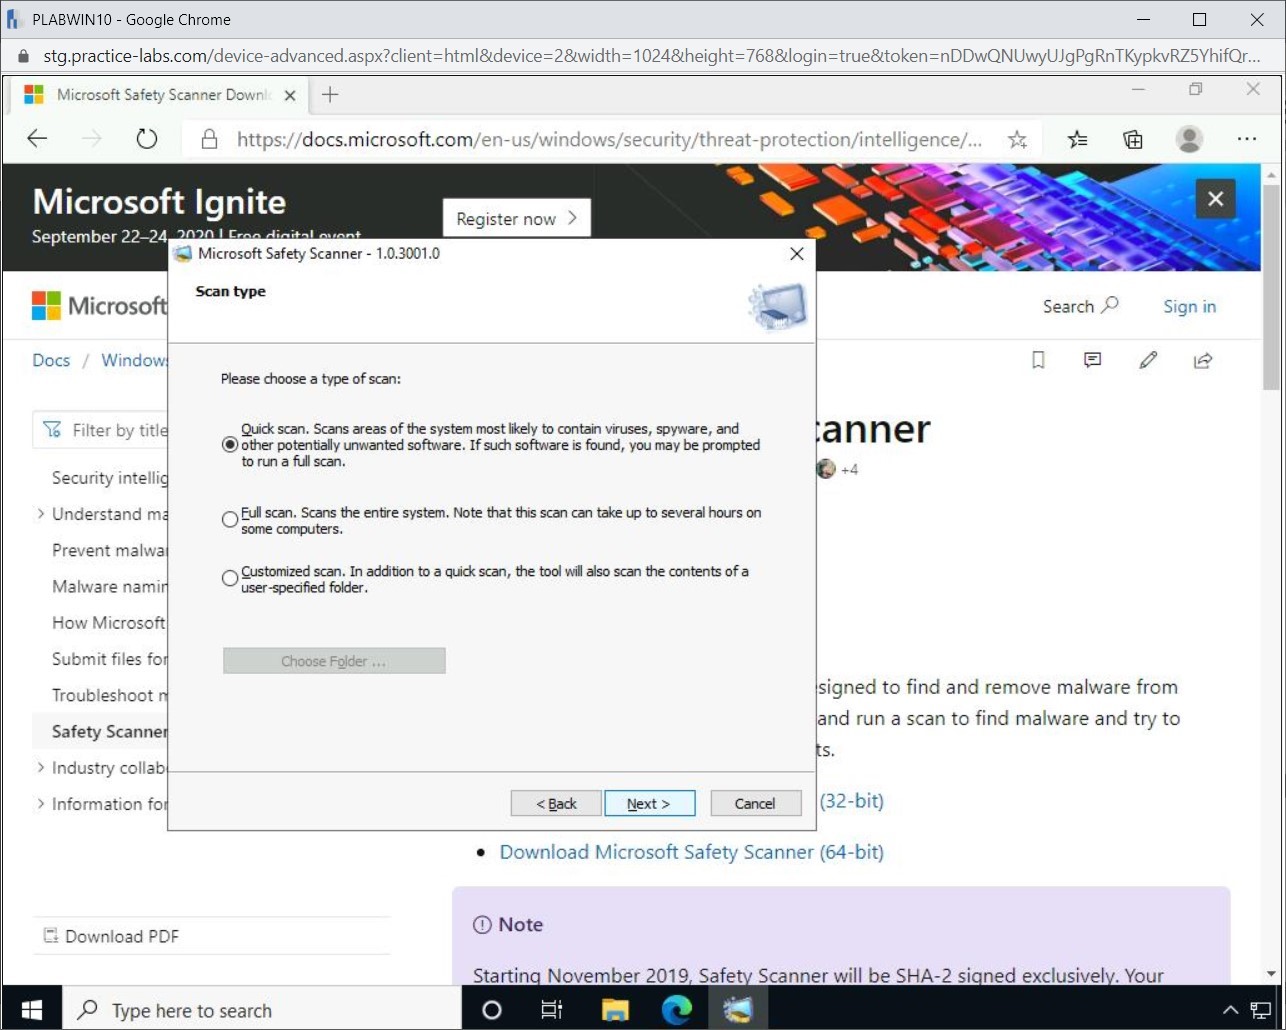 PLABWIN10 - Google Chrome
stg.practice-labs.com/device-advanced.aspx?client=html&device=2&width=1024&height=768&login=true&token=nDDwQNUwyUJgPgRnTKypkvRZ5YhifQr...
Microsoft Safety Scanner Downl
https://docs.microsoft.com/en-us/windows/security/threat-protection/intelligence/...
Microsoft Ignite
September 22–24, 2020 | Free digital event
Register now
Microsoft Safety Scanner - 1.0.3001.0
Scan type
Microsoft
Search
Sign in
Docs / Windows
Please choose a type of scan:
Filter by title
Quick scan. Scans areas of the system most likely to contain viruses, spyware, and
other potentially unwanted software. If such software is found, you may be prompted
to run a full scan.
canner
+4
Security intellig
Full scan. Scans the entire system. Note that this scan can take up to several hours on
some computers.
Understand ma
Prevent malwar
Customized scan. In addition to a quick scan, the tool will also scan the contents of a
user-specified folder.
Malware namin
How Microsoft
Submit files for
Choose Folder ...
Troubleshoot m
signed to find and remove malware from
and run a scan to find malware and try to
ts.
Safety Scanner
Industry collab
Information for
< Back
Next >
Cancel
(32-bit)
• Download Microsoft Safety Scanner (64-bit)
Note
Download PDF
Starting November 2019, Safety Scanner will be SHA-2 signed exclusively. Your
Type here to search